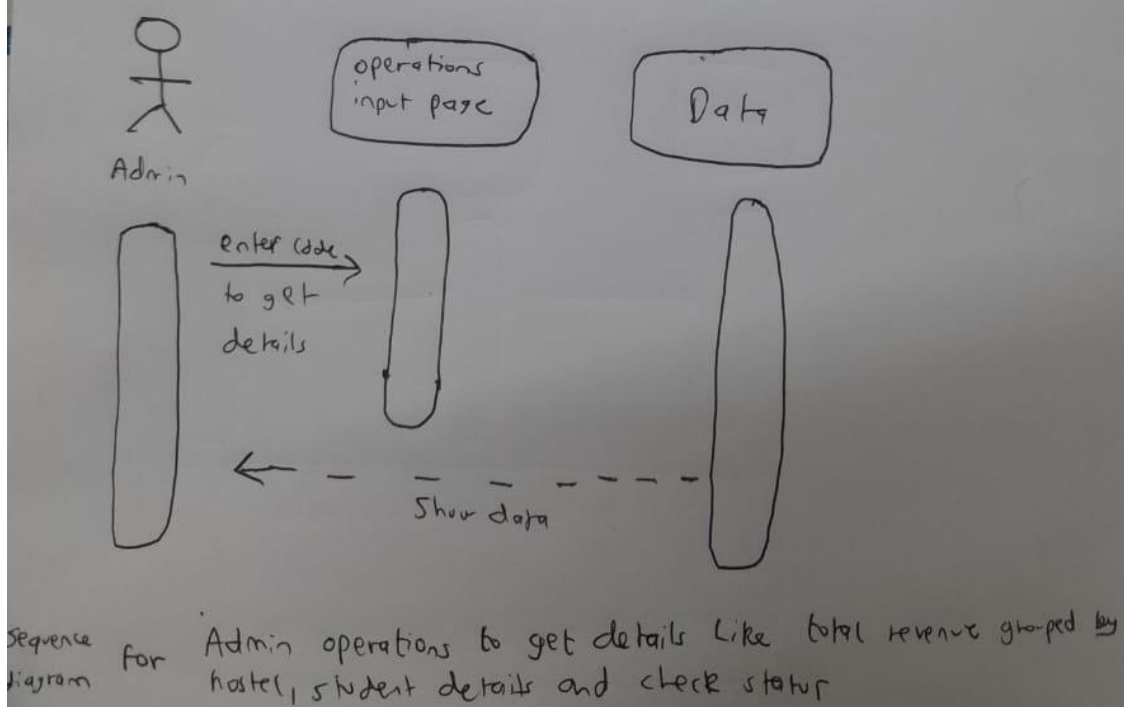 operations
input page
Data
Admin
enter code
to get
details
Show data
Sequence
diagram
for
Admin operations to get details Like total revenue grouped by
hostel, student details and check status